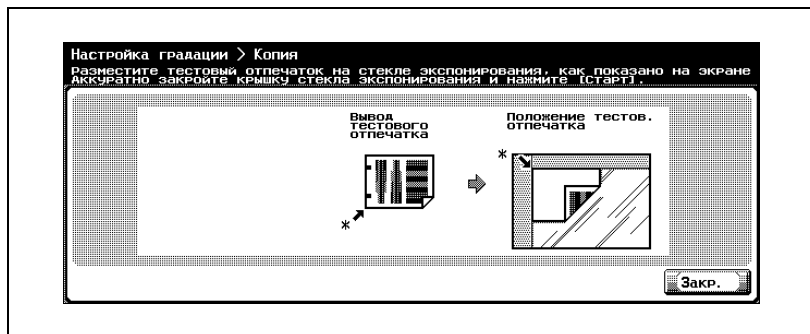 Настройка градации > Копия
Разместите тестовый отпечаток на стекле экспонирования, как показано на экране
Аккуратно закройте крышку стекла экспонирования и нажмите [Старт].
Вывод
тестового
отпечатка
Положение тестов.
отпечатка
*
*
Закр.